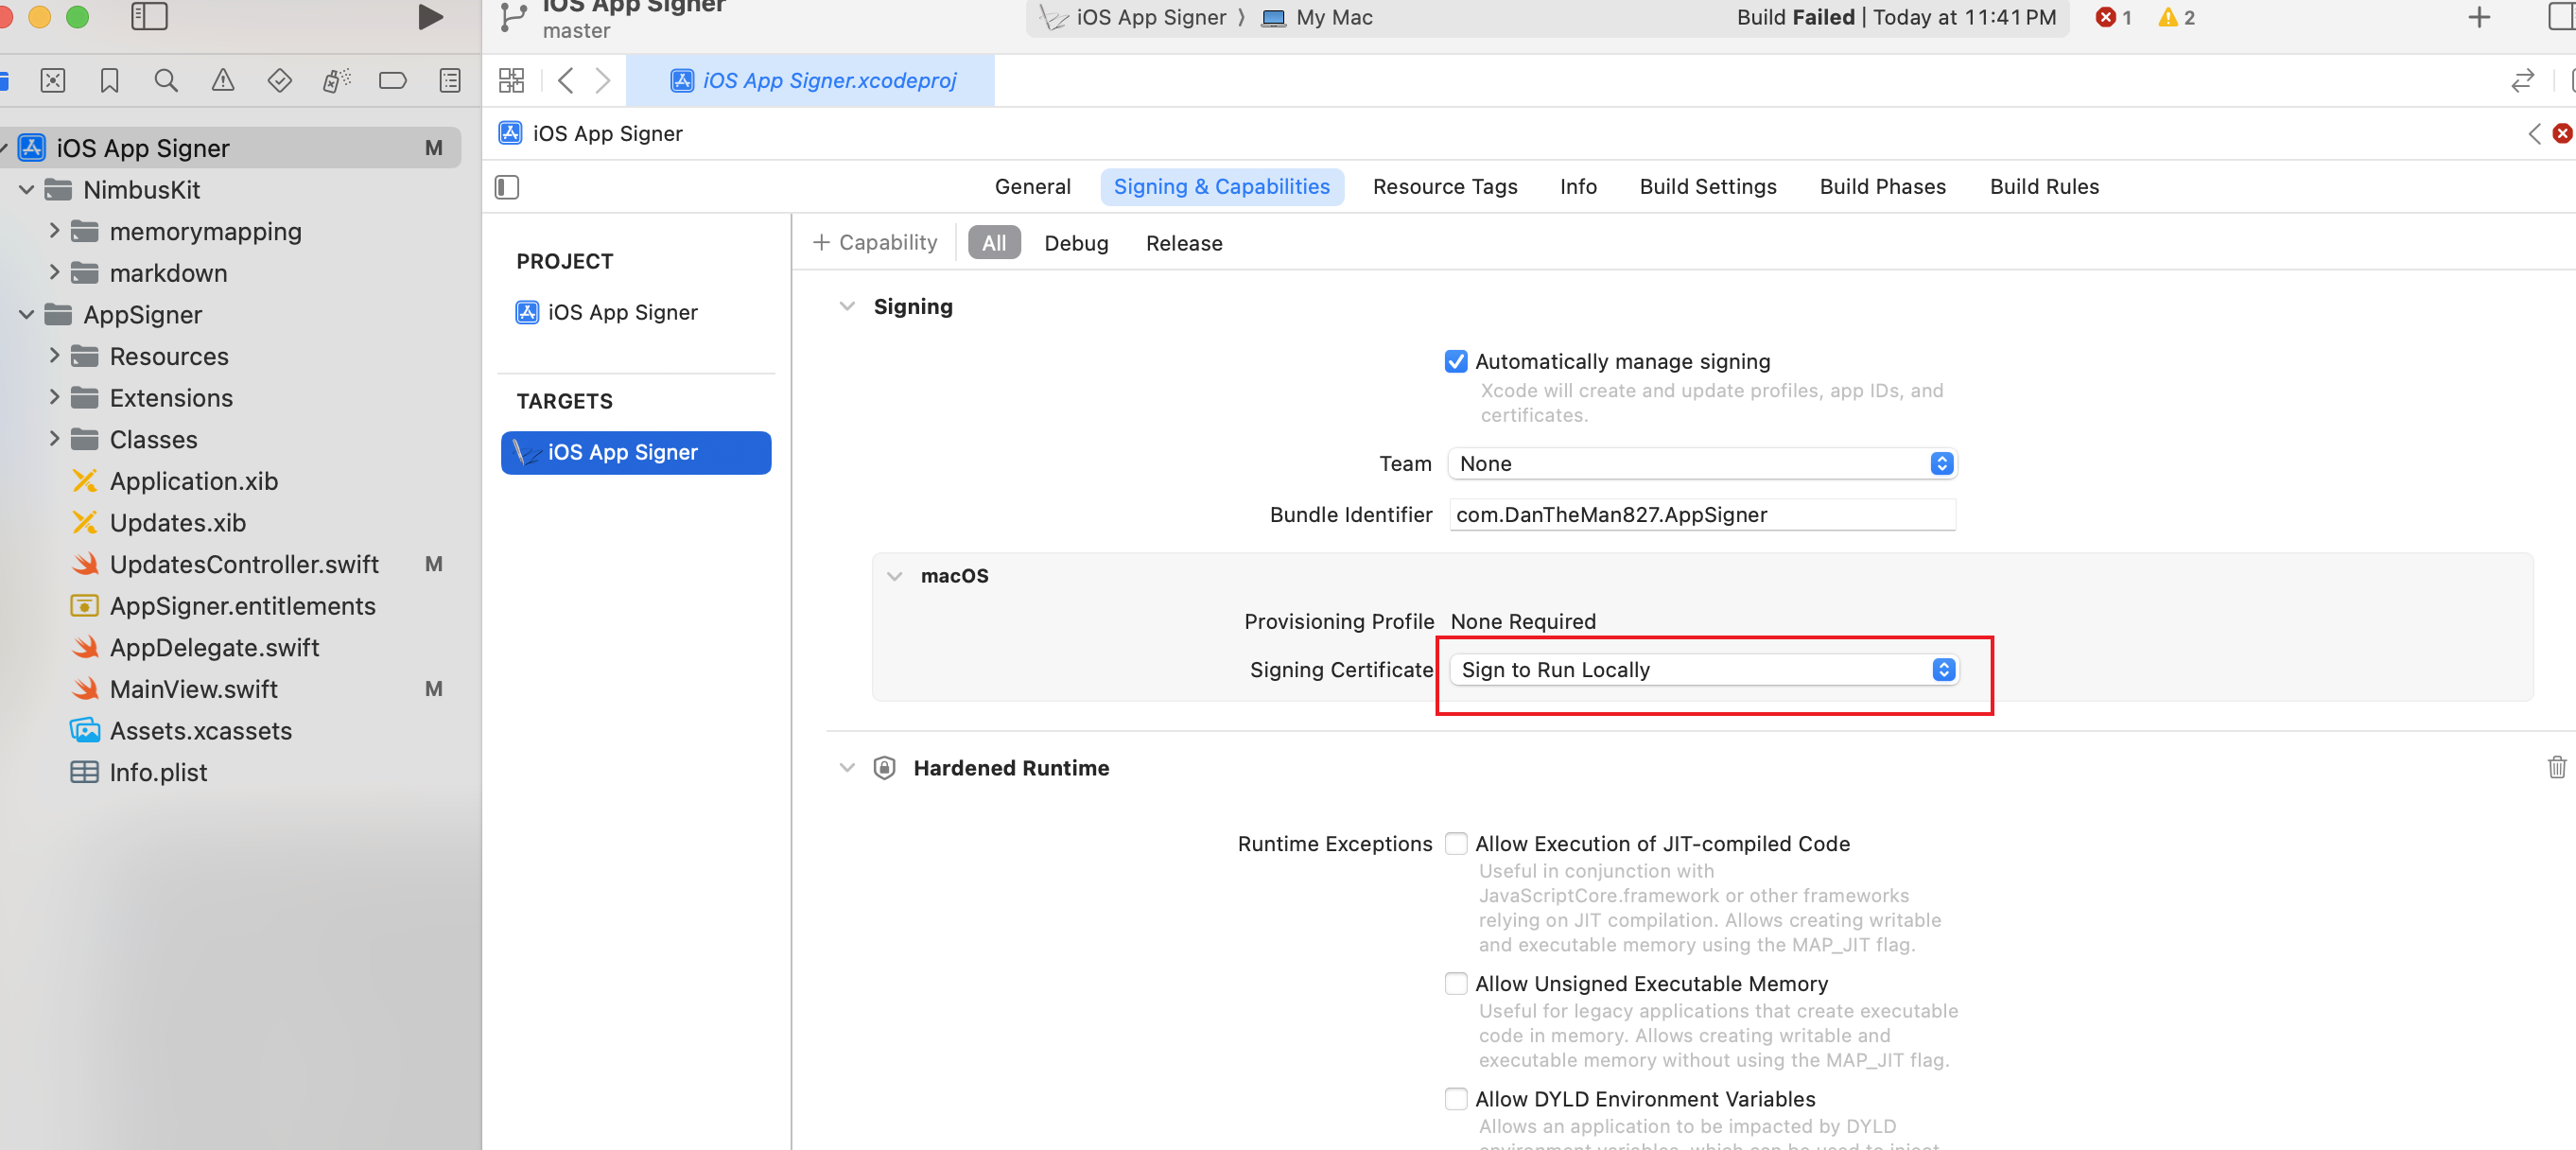 iOS App Signer
master
iOS App Signer 〉 My Mac
Build Failed | Today at 11:41 PM
1
2
iOS App Signer.xcodeproj
iOS App Signer
iOS App Signer M
NimbusKit
memorymapping
markdown
AppSigner
Resources
Extensions
Classes
Application.xib
Updates.xib
UpdatesController.swift M
AppSigner.entitlements
AppDelegate.swift
MainView.swift M
Assets.xcassets
Info.plist
General Signing & Capabilities Resource Tags Info Build Settings Build Phases Build Rules
PROJECT
iOS App Signer
TARGETS
iOS App Signer
+ Capability All Debug Release
Signing
Automatically manage signing
Xcode will create and update profiles, app IDs, and
certificates.
Team None
Bundle Identifier com.DanTheMan827.AppSigner
macOS
Provisioning Profile None Required
Signing Certificate Sign to Run Locally
Hardened Runtime
Runtime Exceptions Allow Execution of JIT-compiled Code
Useful in conjunction with
JavaScriptCore.framework or other frameworks
relying on JIT compilation. Allows creating writable
and executable memory using the MAP_JIT flag.
Allow Unsigned Executable Memory
Useful for legacy applications that create executable
code in memory. Allows creating writable and
executable memory without using the MAP_JIT flag.
Allow DYLD Environment Variables
Allows an application to be impacted by DYLD
environment variables, which can be used to inject